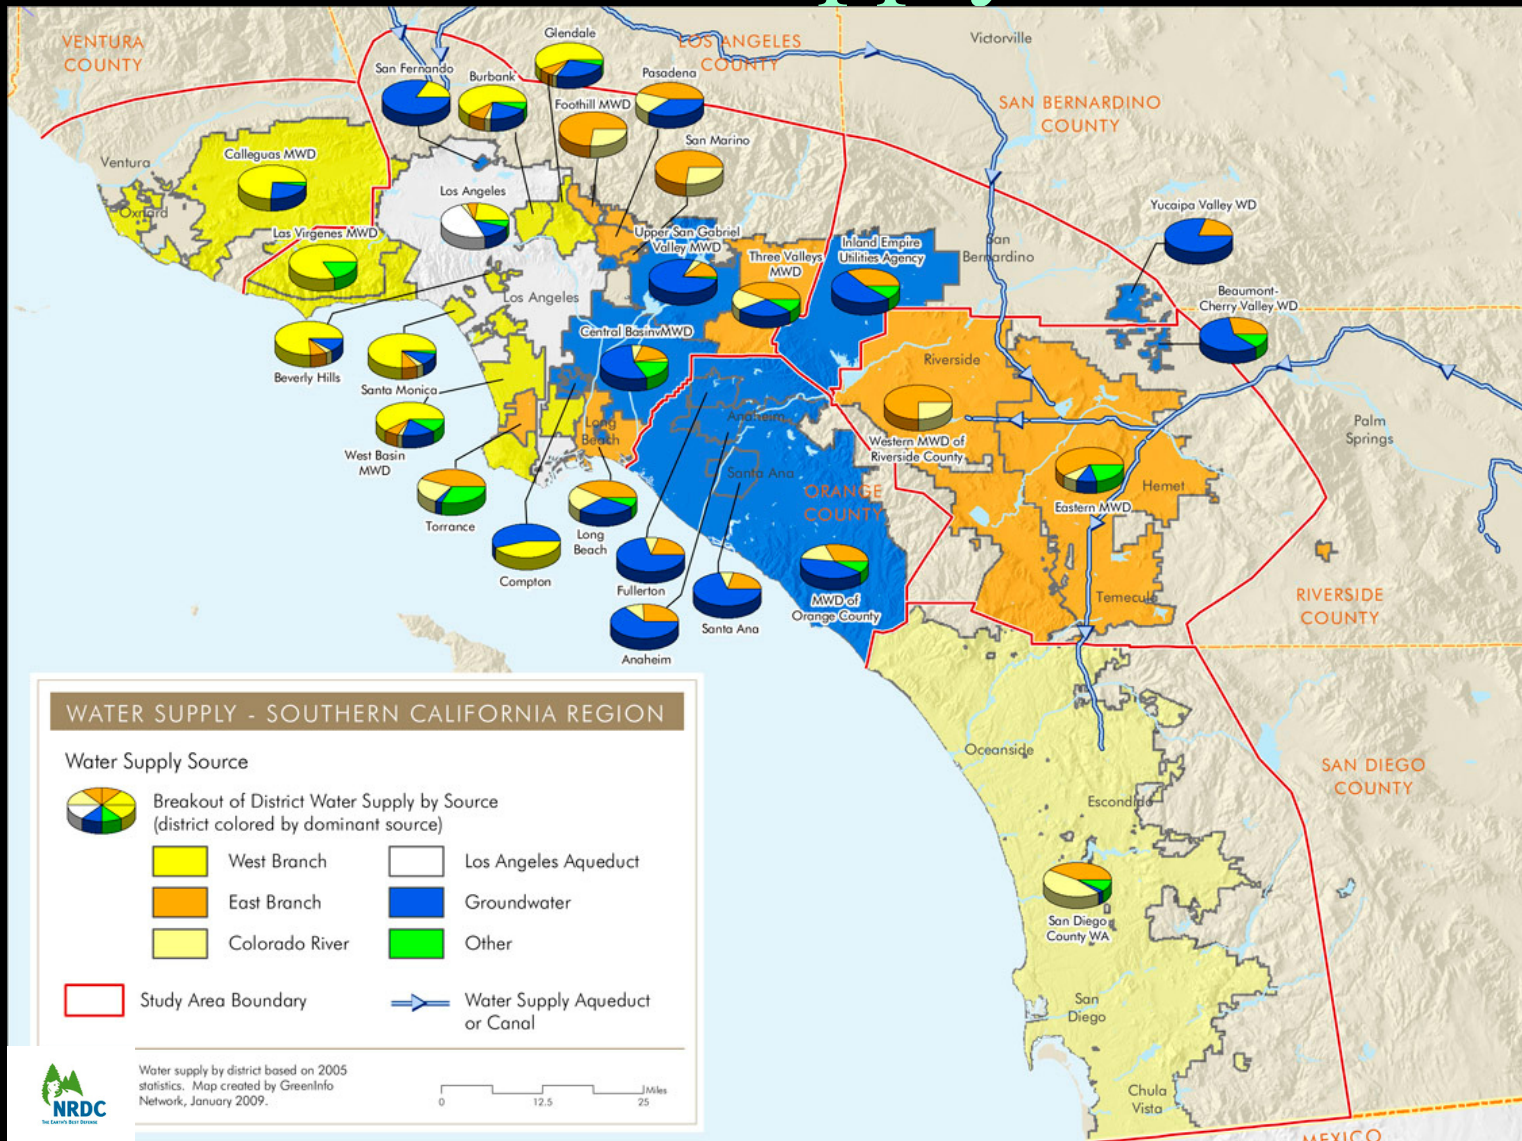 VENTURA
COUNTY
LOS ANGELES
COUNTY
Victorville
SAN BERNARDINO
COUNTY
Glendale
San Fernando
Burbank
Pasadena
Foothill MWD
San Marino
Ventura
Calleguas MWD
Oxnard
Los Angeles
Las Virgenes MWD
Upper San Gabriel
Valley MWD
Three Valleys
MWD
Inland Empire
Utilities Agency
San
Bernardino
Yucaipa Valley WD
Beaumont-
Cherry Valley WD
Los Angeles
Central Basin MWD
Beverly Hills
Santa Monica
Riverside
West Basin
MWD
Long
Beach
Anaheim
Western MWD of
Riverside County
Palm
Springs
Santa Ana
ORANGE
COUNTY
Hemet
Eastern MWD
Torrance
Long
Beach
Compton
Fullerton
Santa Ana
Anaheim
MWD of
Orange County
Temecula
RIVERSIDE
COUNTY
Oceanside
Escondido
SAN DIEGO
COUNTY
San Diego
County WA
San
Diego
Chula
Vista
MEXICO
WATER SUPPLY - SOUTHERN CALIFORNIA REGION
Water Supply Source
Breakout of District Water Supply by Source
(district colored by dominant source)
West Branch
Los Angeles Aqueduct
East Branch
Groundwater
Colorado River
Other
Study Area Boundary
Water Supply Aqueduct
or Canal
Water supply by district based on 2005
statistics. Map created by GreenInfo
Network, January 2009.
Miles
0 12.5 25
NRDC
THE EARTH'S BEST DEFENSE